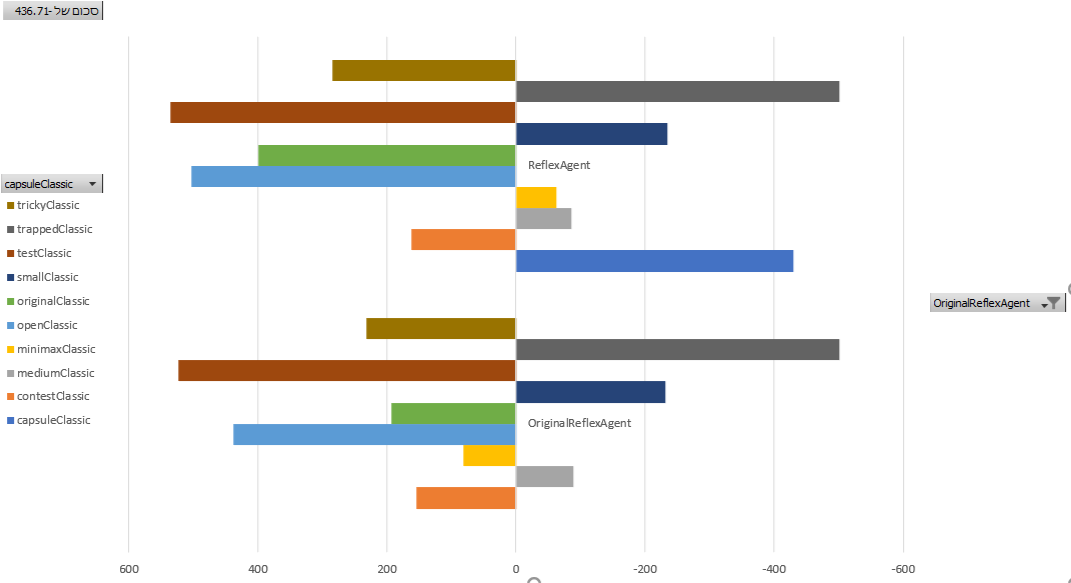 סכום של -436.71
capsuleClassic
trickyClassic
trappedClassic
testClassic
smallClassic
originalClassic
openClassic
minimaxClassic
mediumClassic
contestClassic
capsuleClassic
ReflexAgent
OriginalReflexAgent
OriginalReflexAgent
600 400 200 0 -200 -400 -600